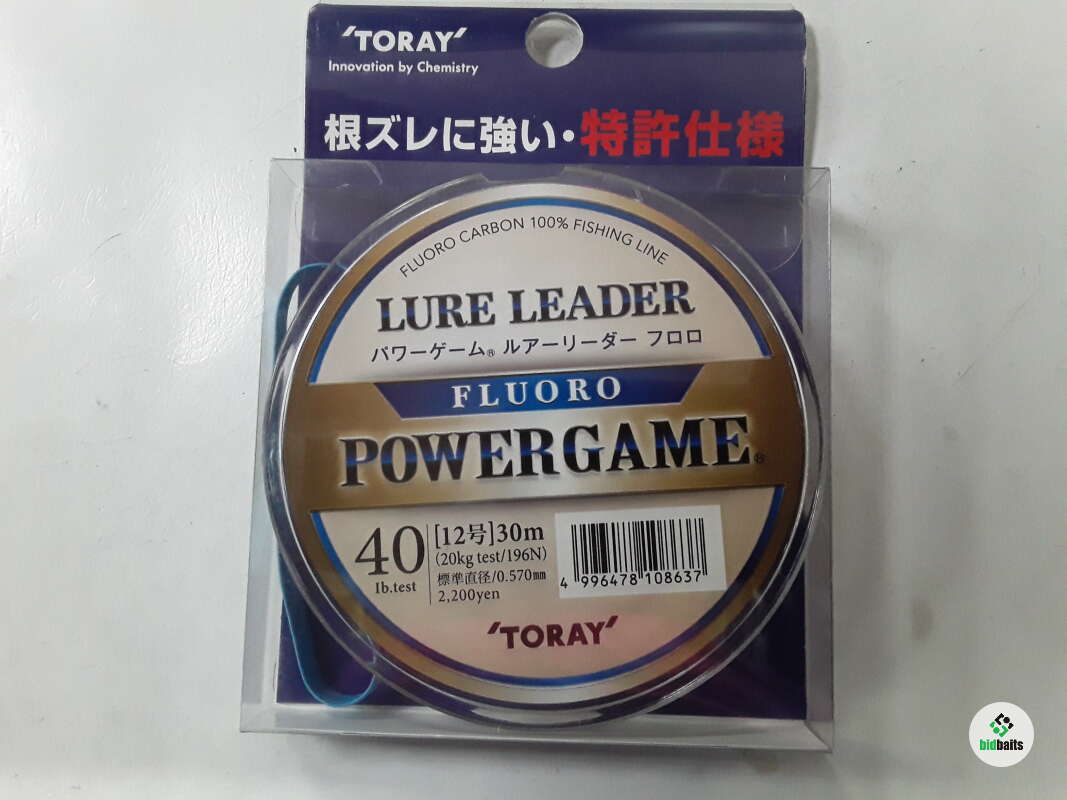 'TORAY'
Innovation by Chemistry
根ズレに強い・特許仕様
FLUORO CARBON 100% FISHING LINE
LURE LEADER
パワーゲーム® ルアーリーダー フロロ
FLUORO
POWERGAME®
40
lb.test
[12号]30m
(20kg test/196N)
標準直径/0.570mm
2,200yen
4 996478 108637
'TORAY'
bidbaits